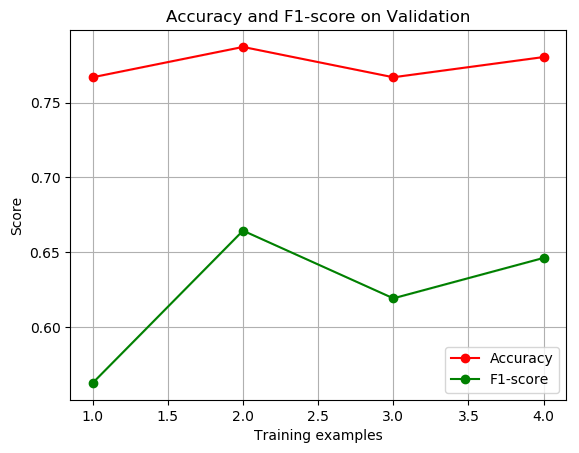 Accuracy and F1-score on Validation
Score
0.75
0.70
0.65
0.60
Accuracy
F1-score
1.0 1.5 2.0 2.5 3.0 3.5 4.0
Training examples